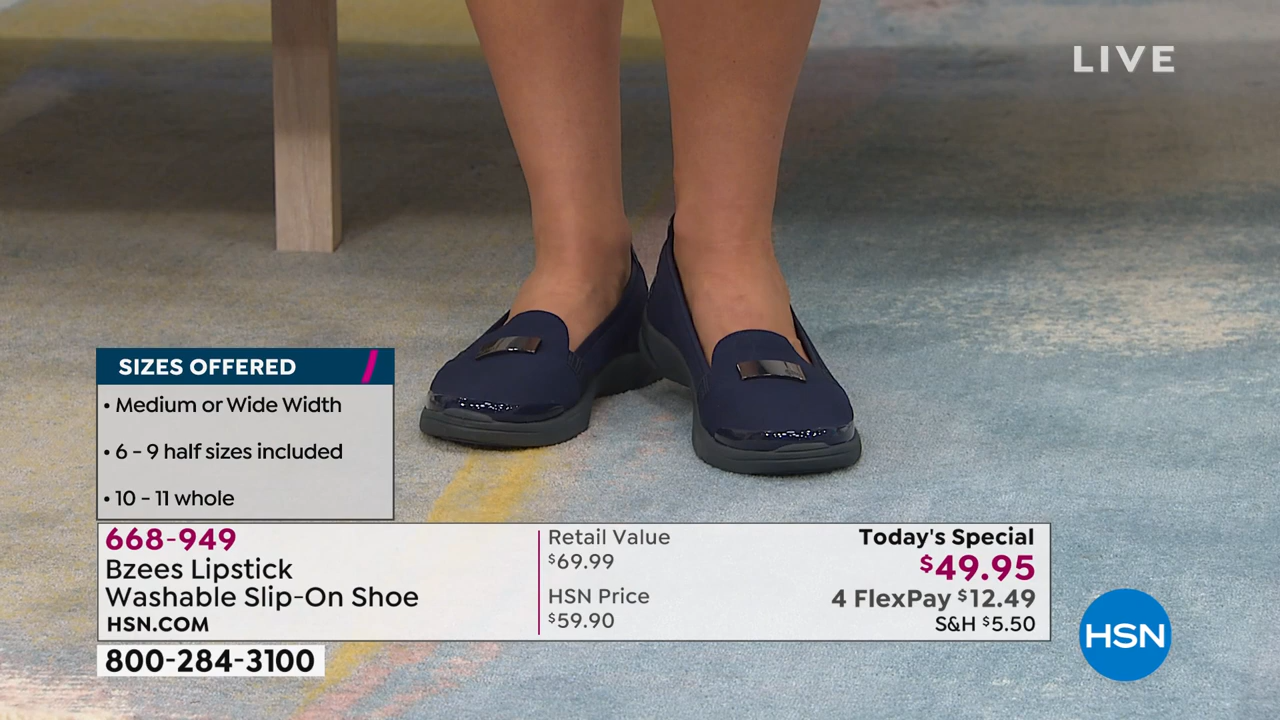 LIVE
SIZES OFFERED
• Medium or Wide Width
• 6 - 9 half sizes included
• 10 - 11 whole
668-949
Bzees Lipstick
Washable Slip-On Shoe
HSN.COM
Retail Value
$69.99
HSN Price
$59.90
Today's Special
$49.95
4 FlexPay $12.49
S&H $5.50
800-284-3100
HSN